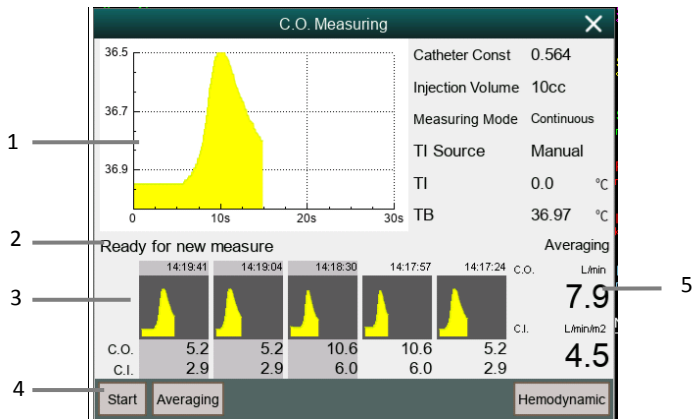 C.O. Measuring
36.5
36.7
36.9
0 10s 20s 30s
Catheter Const 0.564
Injection Volume 10cc
Measuring Mode Continuous
TI Source Manual
TI 0.0 °C
TB 36.97 °C
1
2
Ready for new measure
Averaging
3
14:19:41 14:19:04 14:18:30 14:17:57 14:17:24
C.O. 5.2 5.2 10.6 10.6 5.2
C.I. 2.9 2.9 6.0 6.0 2.9
C.O. L/min
7.9
5
C.I. L/min/m2
4.5
4
Start Averaging Hemodynamic